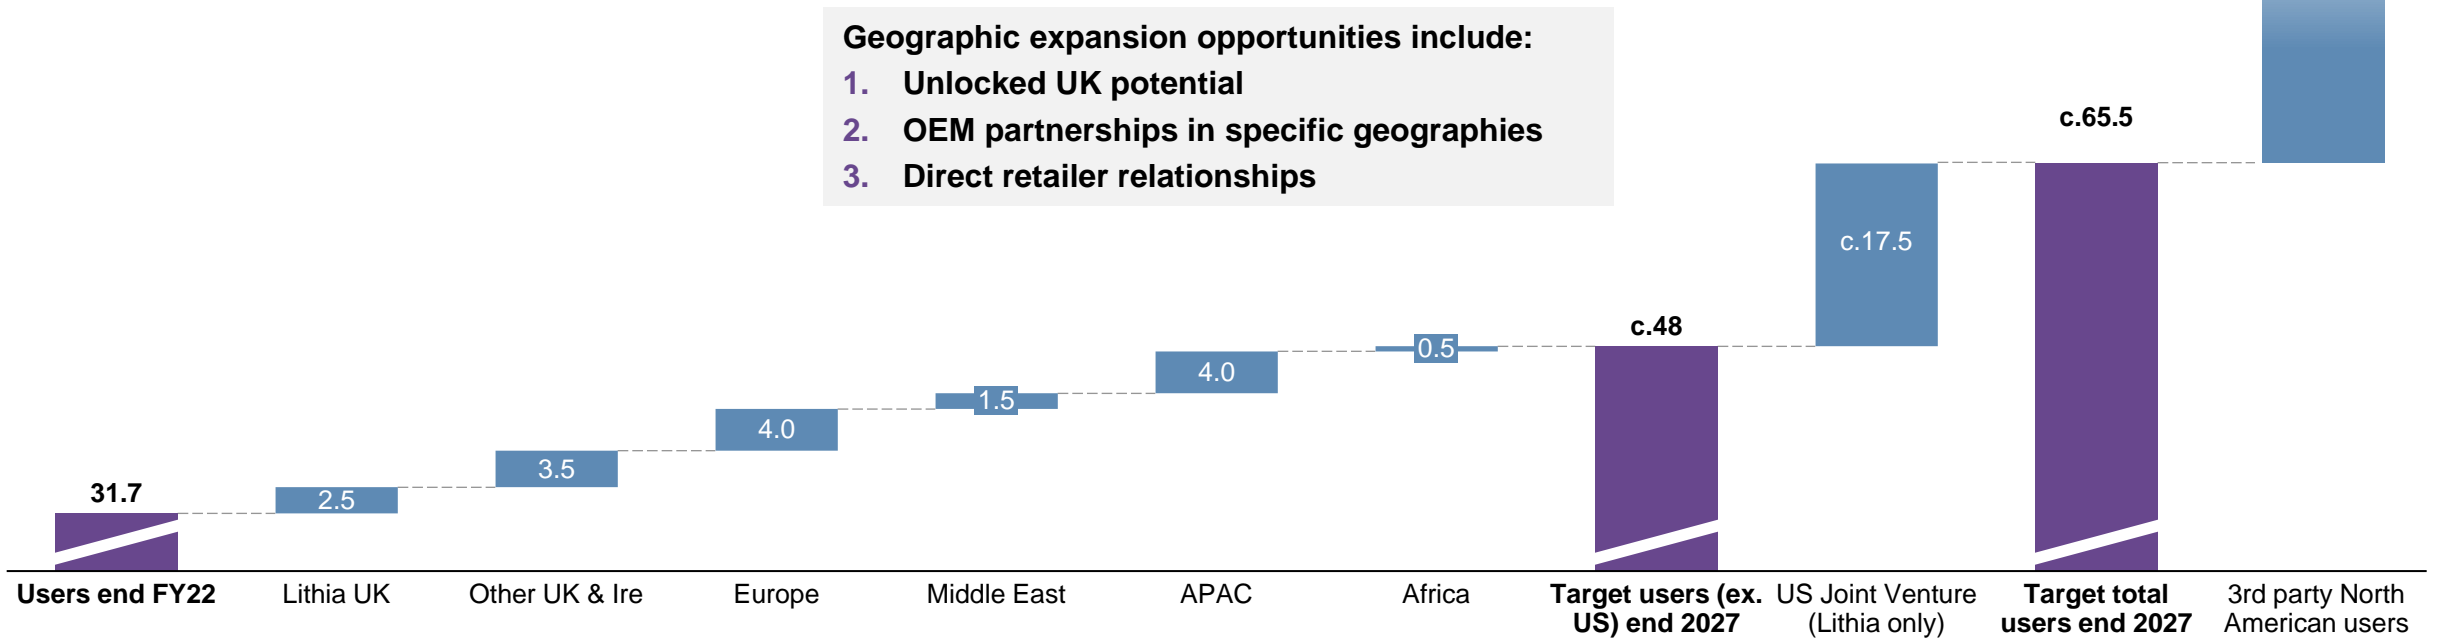 Geographic expansion opportunities include:
1. Unlocked UK potential
2. OEM partnerships in specific geographies
3. Direct retailer relationships
31.7
2.5
3.5
4.0
1.5
4.0
0.5
c.48
c.17.5
c.65.5
Users end FY22
Lithia UK
Other UK & Ire
Europe
Middle East
APAC
Africa
Target users (ex.
US) end 2027
US Joint Venture
(Lithia only)
Target total
users end 2027
3rd party North
American users